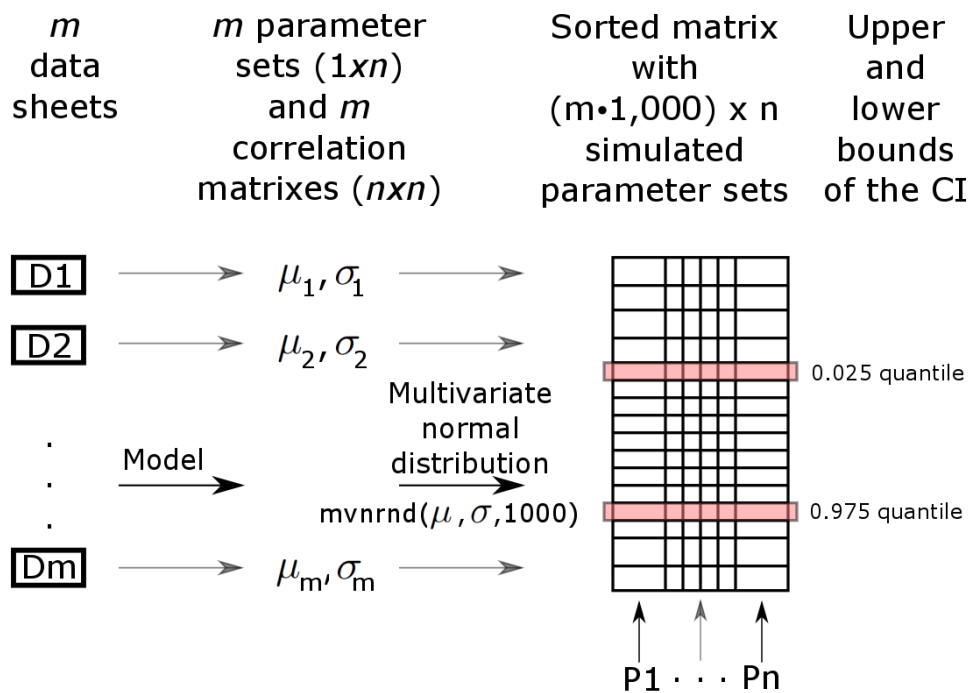 m
data
sheets
m parameter
sets (1xn)
and m
correlation
matrixes (nxn)
Sorted matrix
with
(m•1,000) x n
simulated
parameter sets
Upper
and
lower
bounds
of the CI
D1
μ1, σ1
D2
μ2, σ2
0.025 quantile
.
.
.
Model
Multivariate
normal
distribution
mvnrnd(μ,σ,1000)
0.975 quantile
Dm
μm, σm
P1 · · · Pn